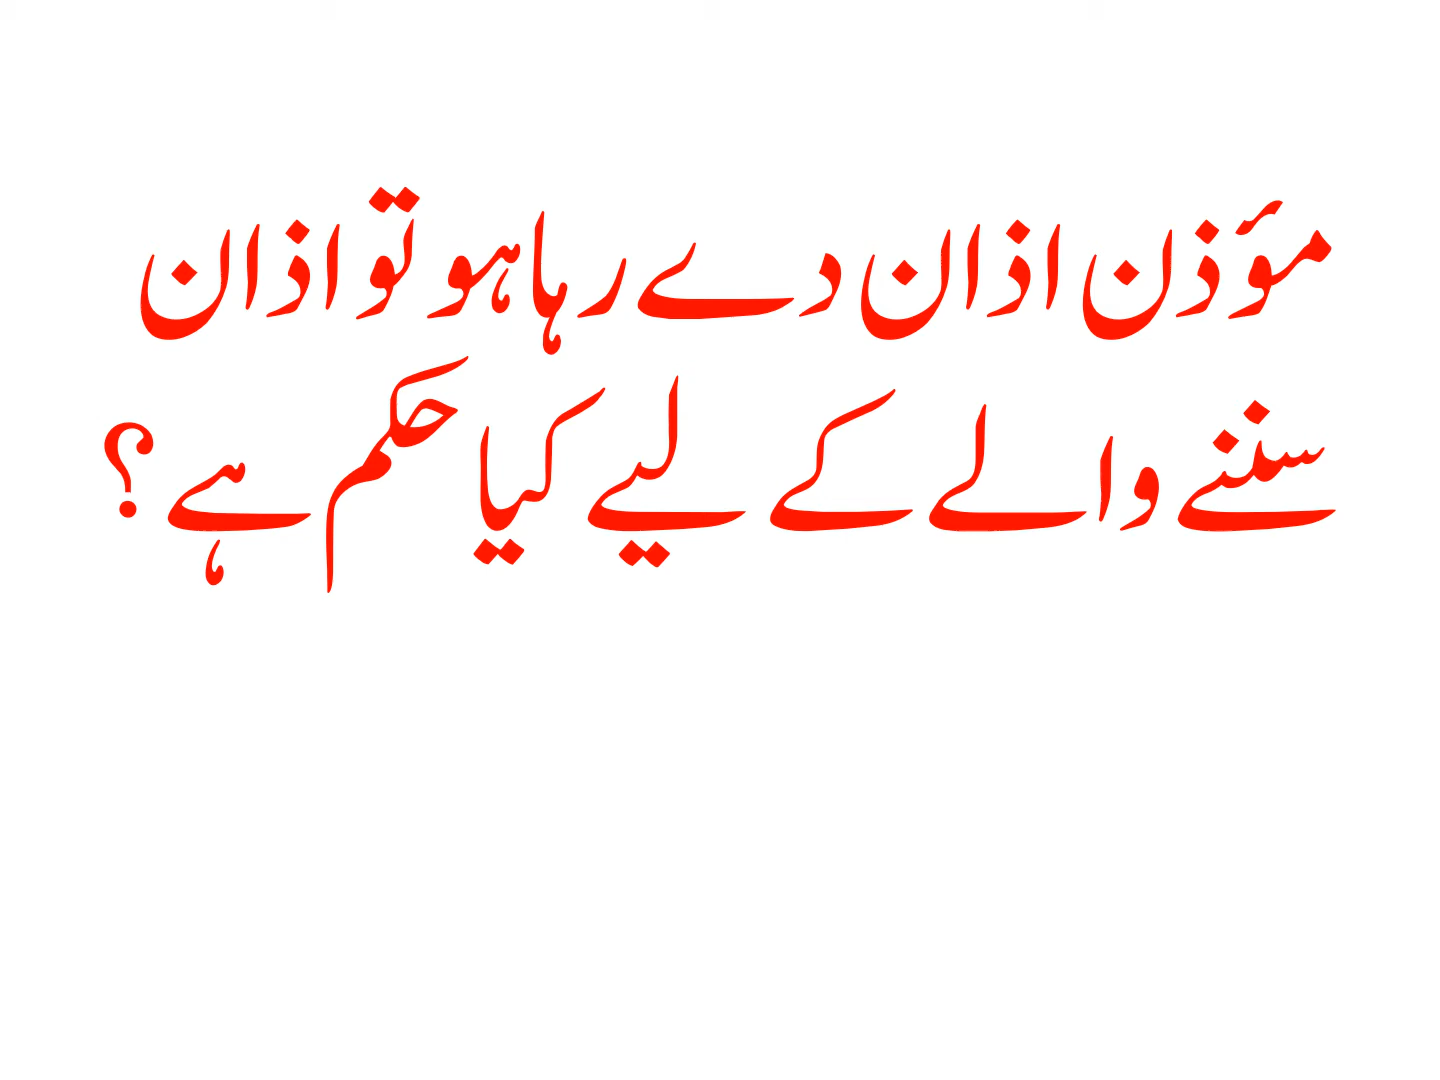 مؤذن اذان دے رہا ہو تو اذان
سننے والے کے لیے کیا حکم ہے؟